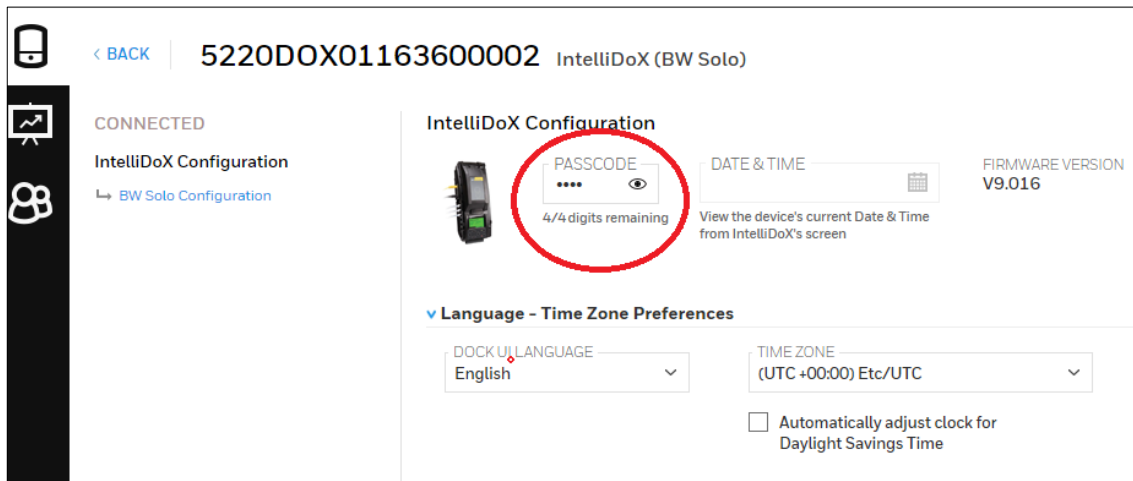 < BACK
5220DOX01163600002 IntelliDoX (BW Solo)
CONNECTED
IntelliDoX Configuration
BW Solo Configuration
IntelliDoX Configuration
PASSCODE
••••
4/4 digits remaining
DATE & TIME
View the device's current Date & Time
from IntelliDoX's screen
FIRMWARE VERSION
V9.016
Language - Time Zone Preferences
DOCK UI LANGUAGE
English
TIME ZONE
(UTC +00:00) Etc/UTC
Automatically adjust clock for
Daylight Savings Time